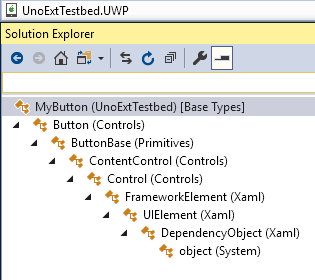 UnoExtTestbed.UWP
Solution Explorer
MyButton (UnoExtTestbed) [Base Types]
Button (Controls)
ButtonBase (Primitives)
ContentControl (Controls)
Control (Controls)
FrameworkElement (Xaml)
UIElement (Xaml)
DependencyObject (Xaml)
object (System)